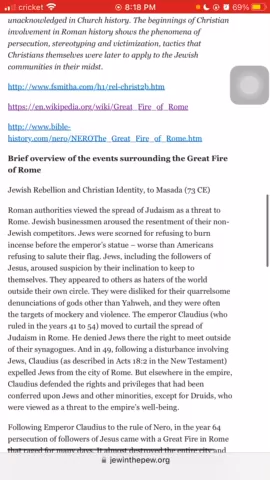 cricket 8:18 PM 69%
unacknowledged in Church history. The beginnings of Christian
involvement in Roman history shows the phenomena of
persecution, stereotyping and victimization, tactics that
Christians themselves were later to apply to the Jewish
communities in their midst.
http://www.fsmitha.com/h1/rel-christ2b.htm
https://en.wikipedia.org/wiki/Great_Fire_of_Rome
http://www.bible-
history.com/nero/NEROThe_Great_Fire_of_Rome.htm
Brief overview of the events surrounding the Great Fire
of Rome
Jewish Rebellion and Christian Identity, to Masada (73 CE)
Roman authorities viewed the spread of Judaism as a threat to
Rome. Jewish businessmen aroused the resentment of their non-
Jewish competitors. Jews were scorned for refusing to burn
incense before the emperor's statue – worse than Americans
refusing to salute their flag. Jews, including the followers of
Jesus, aroused suspicion by their inclination to keep to
themselves. They appeared to others as haters of the world
outside their own circle. They were disliked for their quarrelsome
denunciations of gods other than Yahweh, and they were often
the targets of mockery and violence. The emperor Claudius (who
ruled in the years 41 to 54) moved to curtail the spread of
Judaism in Rome. He denied Jews there the right to meet outside
of their synagogues. And in 49, following a disturbance involving
Jews, Claudius (as described in Acts 18:2 in the New Testament)
expelled Jews from the city of Rome. But elsewhere in the empire,
Claudius defended the rights and privileges that had been
conferred upon Jews and other minorities, except for Druids, who
were viewed as a threat to the empire's well-being.
Following Emperor Claudius to the rule of Nero, in the year 64
persecution of followers of Jesus came with a Great Fire in Rome
that raged for many days. It almost destroyed the entire city and
jewinthepew.org